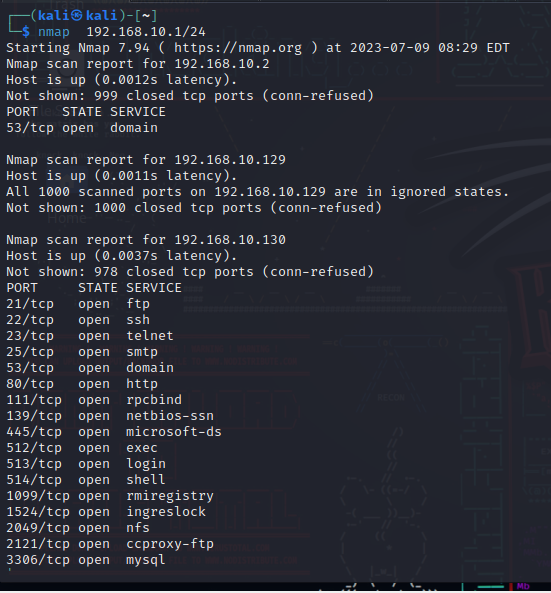 ┌──(kali㉿kali)-[~]
└─$ nmap  192.168.10.1/24
Starting Nmap 7.94 ( https://nmap.org ) at 2023-07-09 08:29 EDT
Nmap scan report for 192.168.10.2
Host is up (0.0012s latency).
Not shown: 999 closed tcp ports (conn-refused)
PORT   STATE SERVICE
53/tcp open  domain

Nmap scan report for 192.168.10.129
Host is up (0.0011s latency).
All 1000 scanned ports on 192.168.10.129 are in ignored states.
Not shown: 1000 closed tcp ports (conn-refused)

Nmap scan report for 192.168.10.130
Host is up (0.0037s latency).
Not shown: 978 closed tcp ports (conn-refused)
PORT     STATE SERVICE
21/tcp   open  ftp
22/tcp   open  ssh
23/tcp   open  telnet
25/tcp   open  smtp
53/tcp   open  domain
80/tcp   open  http
111/tcp  open  rpcbind
139/tcp  open  netbios-ssn
445/tcp  open  microsoft-ds
512/tcp  open  exec
513/tcp  open  login
514/tcp  open  shell
1099/tcp open  rmiregistry
1524/tcp open  ingreslock
2049/tcp open  nfs
2121/tcp open  ccproxy-ftp
3306/tcp open  mysql